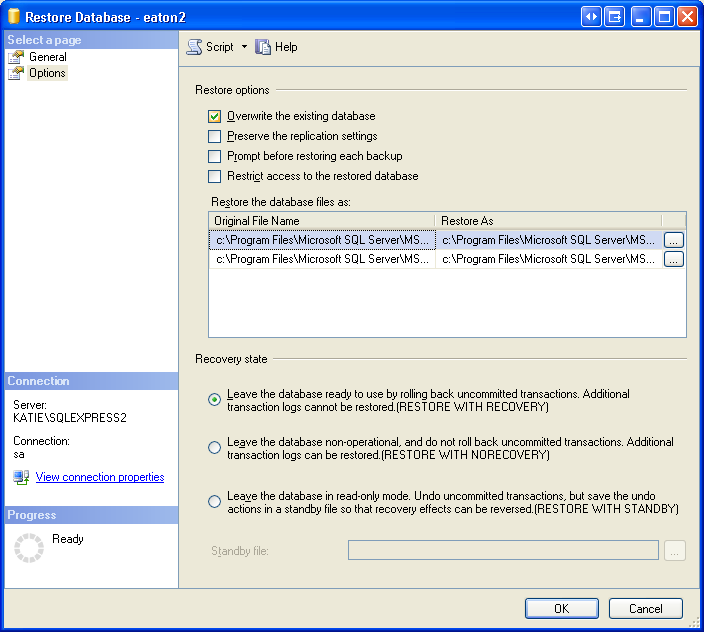 Restore Database - eaton2
Select a page
General
Options
Script
Help
Restore options
Overwrite the existing database
Preserve the replication settings
Prompt before restoring each backup
Restrict access to the restored database
Restore the database files as:
Original File Name
Restore As
c:\Program Files\Microsoft SQL Server\MS...
c:\Program Files\Microsoft SQL Server\MS...
...
c:\Program Files\Microsoft SQL Server\MS...
c:\Program Files\Microsoft SQL Server\MS...
...
Recovery state
Leave the database ready to use by rolling back uncommitted transactions. Additional
transaction logs cannot be restored.(RESTORE WITH RECOVERY)
Leave the database non-operational, and do not roll back uncommitted transactions. Additional
transaction logs can be restored.(RESTORE WITH NORECOVERY)
Leave the database in read-only mode. Undo uncommitted transactions, but save the undo
actions in a standby file so that recovery effects can be reversed.(RESTORE WITH STANDBY)
Standby file:
...
Connection
Server:
KATIE\SQLEXPRESS2
Connection:
sa
View connection properties
Progress
Ready
OK
Cancel